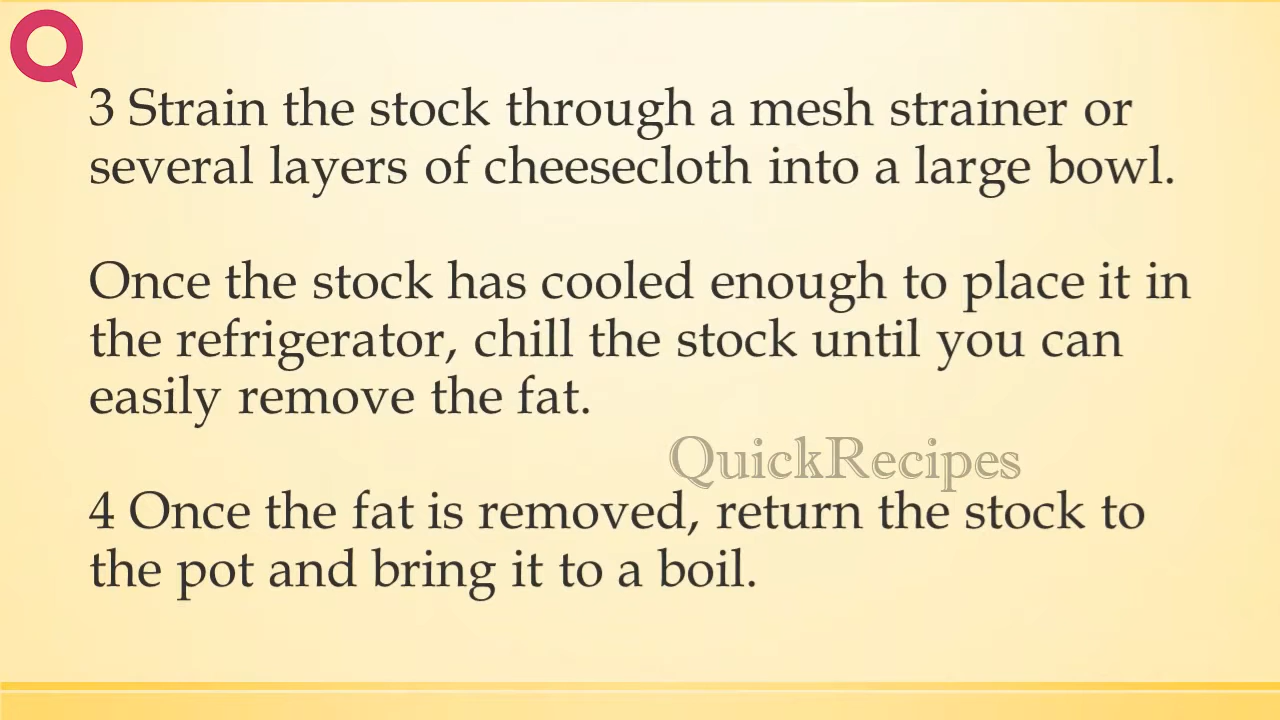 3 Strain the stock through a mesh strainer or
several layers of cheesecloth into a large bowl.
Once the stock has cooled enough to place it in
the refrigerator, chill the stock until you can
easily remove the fat.
QuickRecipes
4 Once the fat is removed, return the stock to
the pot and bring it to a boil.